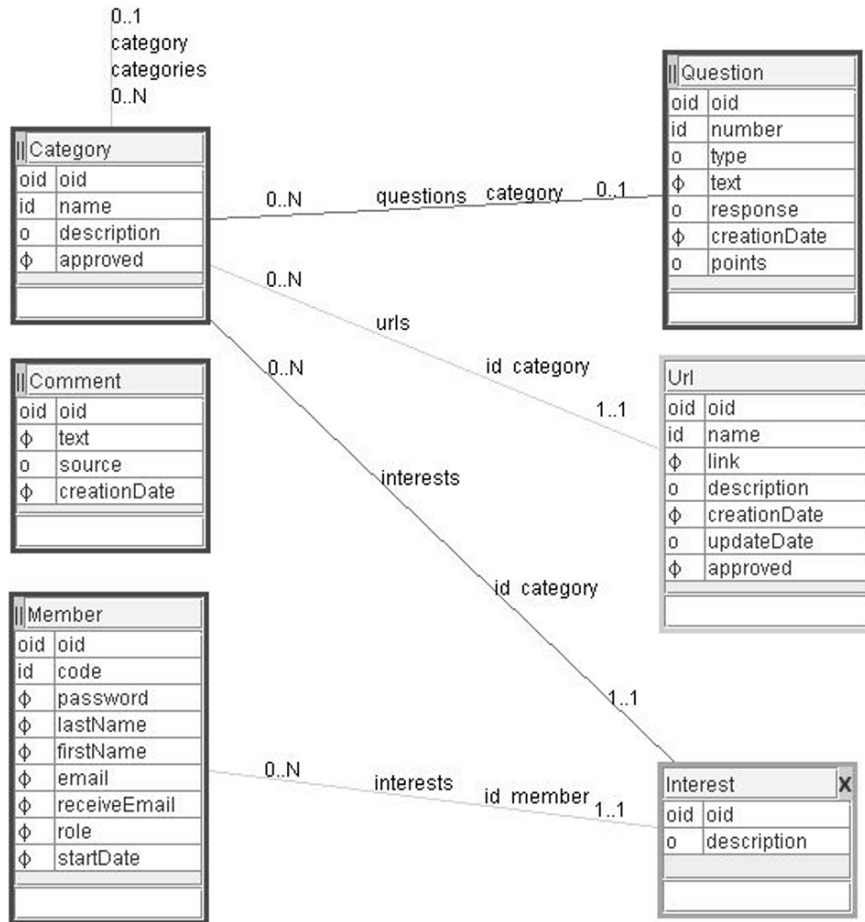 0..1
category
categories
0..N
|| Category
oid oid
id name
o description
ϕ approved
|| Question
oid oid
id number
o type
ϕ text
o response
ϕ creationDate
o points
0..N questions category 0..1
0..N
urls
id category
1..1
0..N
interests
id category
1..1
|| Comment
oid oid
ϕ text
o source
ϕ creationDate
Url
oid oid
id name
ϕ link
o description
ϕ creationDate
o updateDate
ϕ approved
|| Member
oid oid
id code
ϕ password
ϕ lastName
ϕ firstName
ϕ email
ϕ receiveEmail
ϕ role
ϕ startDate
0..N interests id member 1..1
Interest X
oid oid
o description